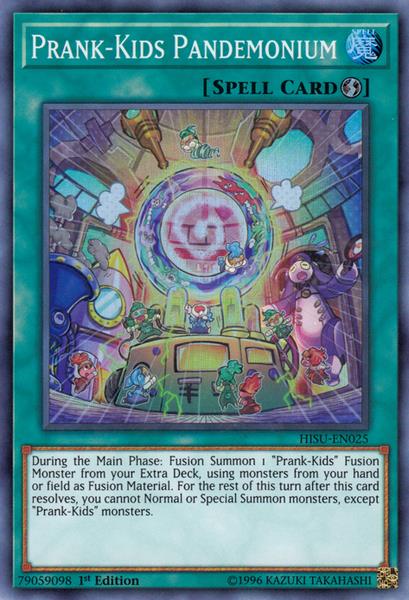 PRANK-KIDS PANDEMONIUM
SPELL
魔
[SPELL CARD]
HISU-EN025
During the Main Phase: Fusion Summon 1 "Prank-Kids" Fusion
Monster from your Extra Deck, using monsters from your hand
or field as Fusion Material. For the rest of this turn after this card
resolves, you cannot Normal or Special Summon monsters, except
"Prank-Kids" monsters.
79059098 1st Edition ©1996 KAZUKI TAKAHASHI